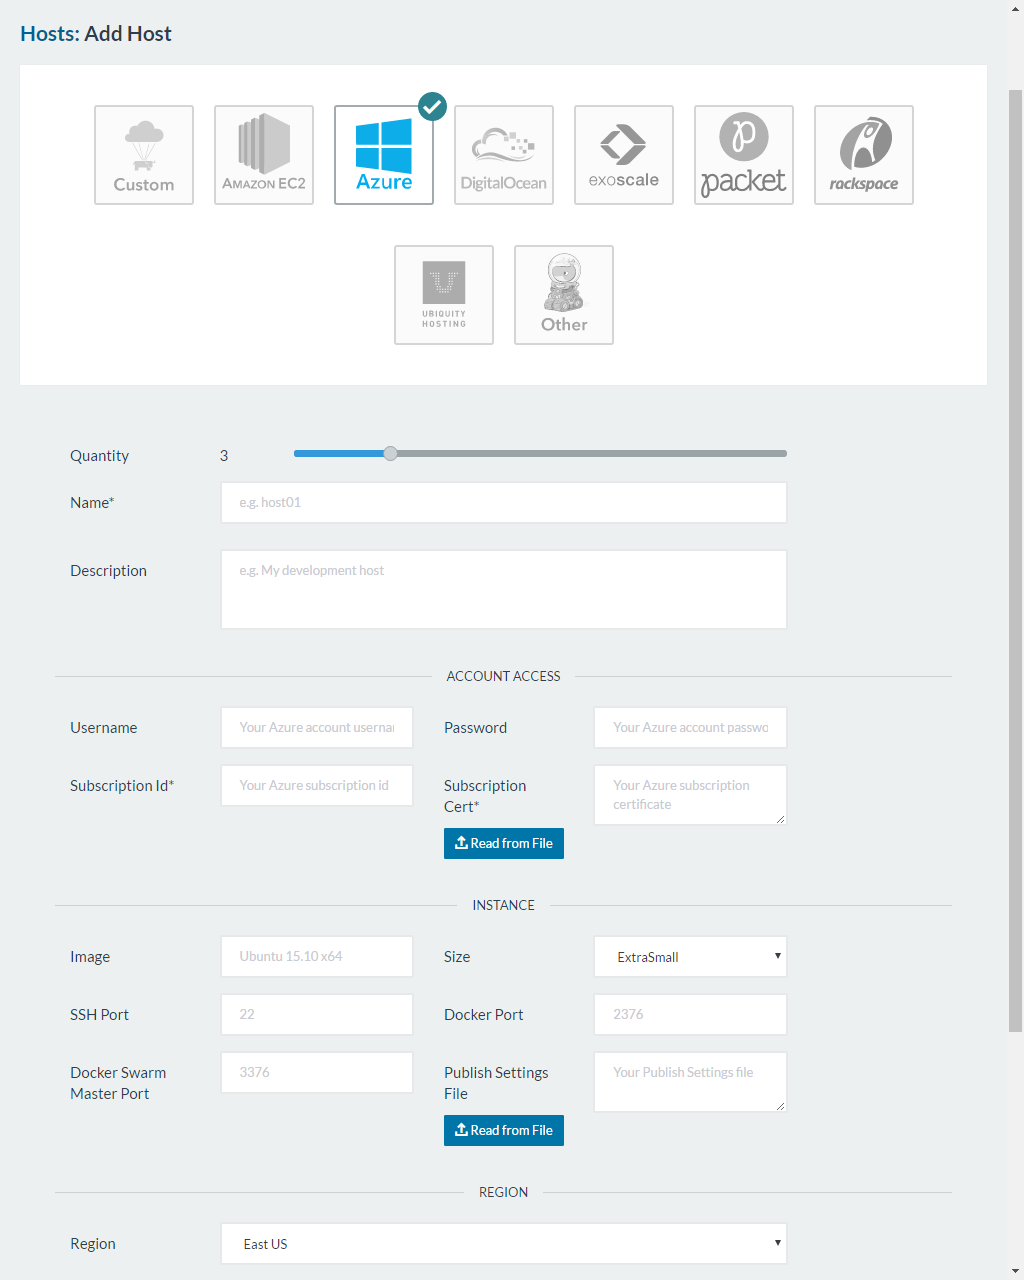 Hosts: Add Host
Custom
AMAZON EC2
Azure
DigitalOcean
exoscale
packet
rackspace
UBIQUITY
HOSTING
Other
Quantity 3
Name* e.g. host01
Description e.g. My development host
ACCOUNT ACCESS
Username Your Azure account usernar Password Your Azure account passwo
Subscription Id* Your Azure subscription id Subscription Your Azure subscription
Cert* certificate
Read from File
INSTANCE
Image Ubuntu 15.10 x64 Size ExtraSmall
SSH Port 22 Docker Port 2376
Docker Swarm 3376 Publish Settings Your Publish Settings file
Master Port File
Read from File
REGION
Region East US